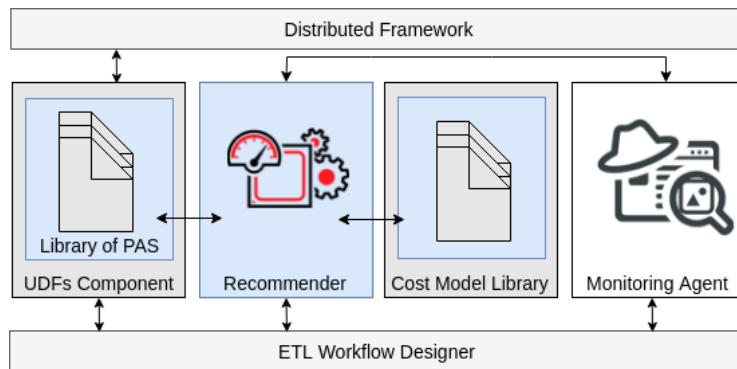 Distributed Framework
Library of PAS
UDFs Component
Recommender
Cost Model Library
Monitoring Agent
ETL Workflow Designer